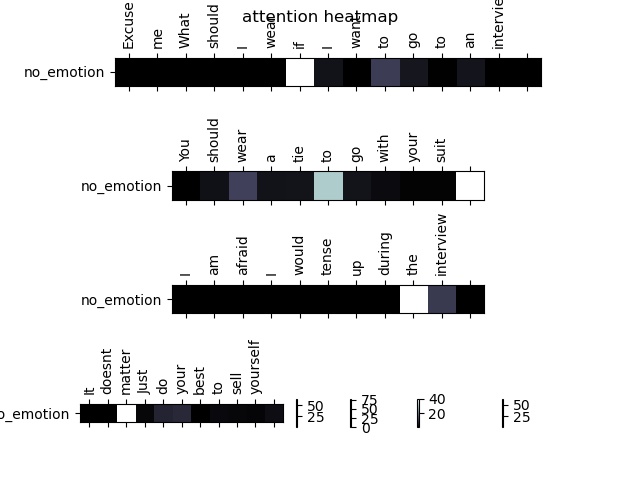 attention heatmap
Excuse me What should I wear if I want to go to an interview
no_emotion
You should wear a tie to go with your suit
no_emotion
I am afraid I would tense up during the interview
no_emotion
It doesnt matter Just do your best to sell yourself
o_emotion
50 25
75 50 25 0
40 20
50 25